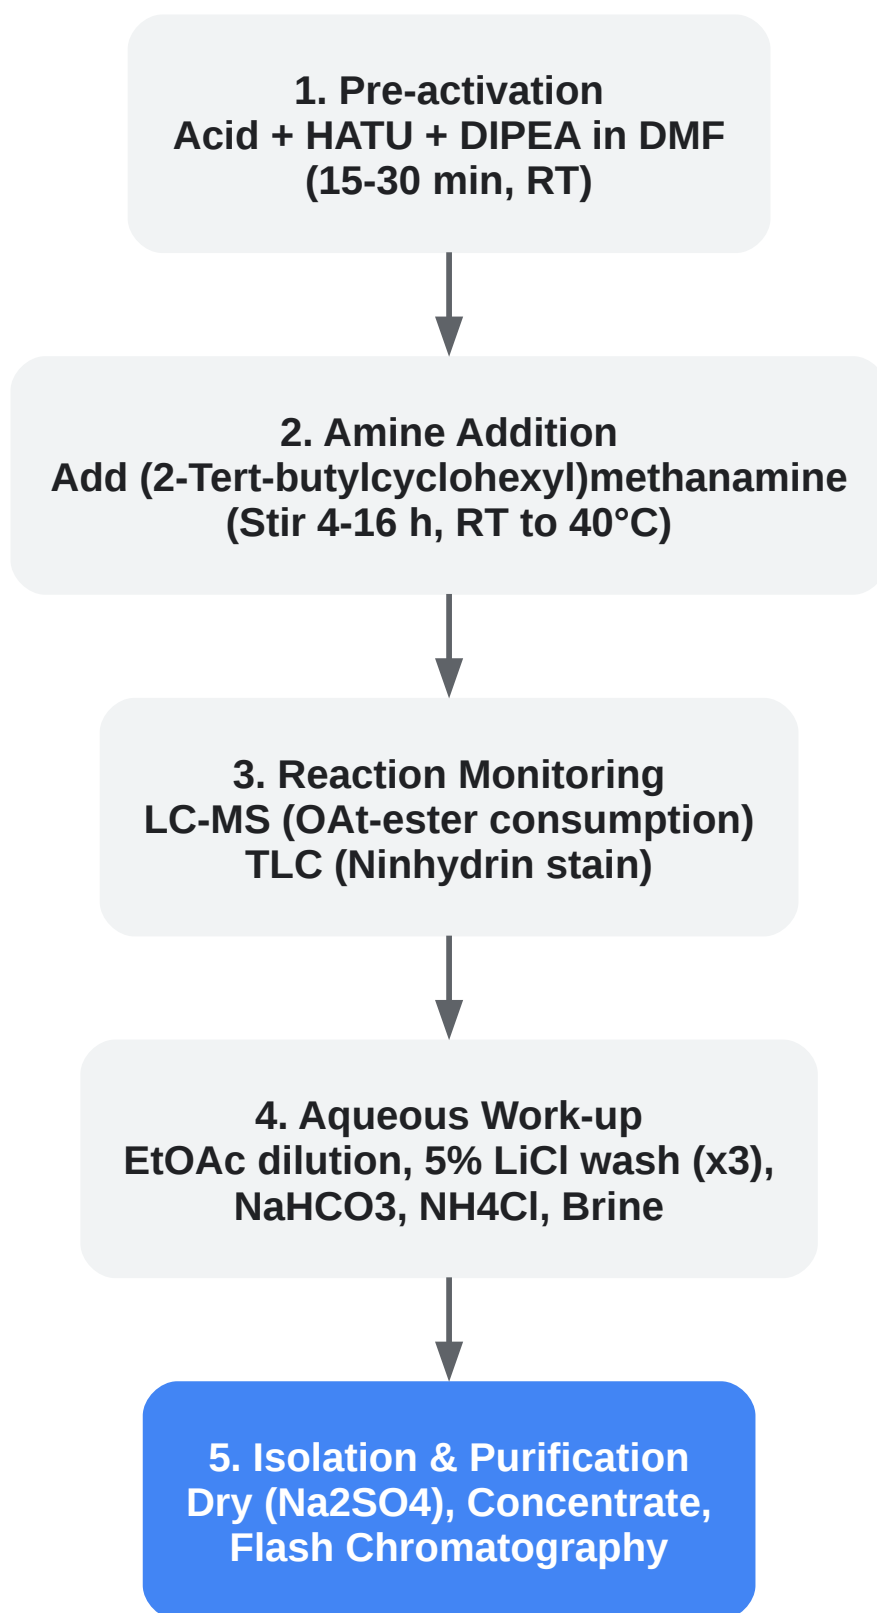 1. Pre-activation
Acid + HATU + DIPEA in DMF
(15-30 min, RT)
2. Amine Addition
Add (2-Tert-butylcyclohexyl)methanamine
(Stir 4-16 h, RT to 40°C)
3. Reaction Monitoring
LC-MS (OAt-ester consumption)
TLC (Ninhydrin stain)
4. Aqueous Work-up
EtOAc dilution, 5% LiCl wash (x3),
NaHCO3, NH4Cl, Brine
5. Isolation & Purification
Dry (Na2SO4), Concentrate,
Flash Chromatography